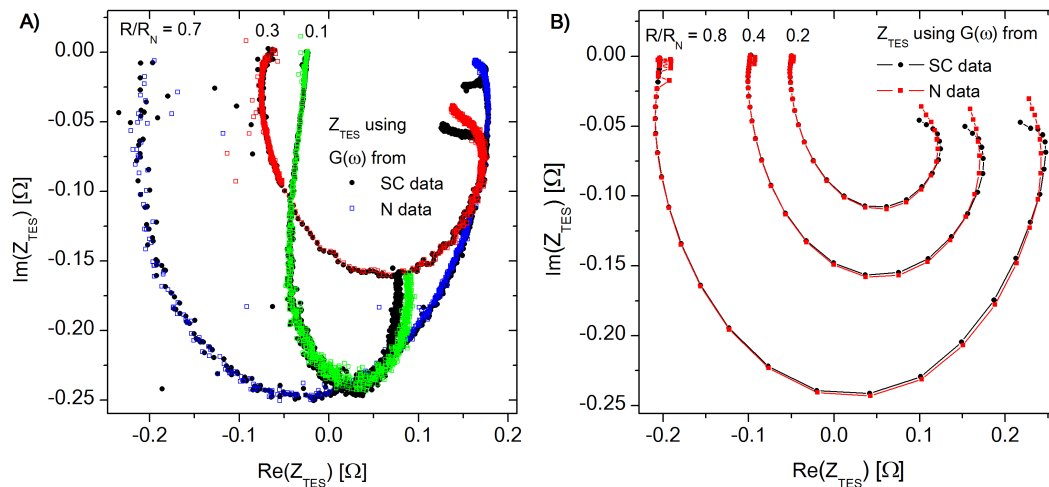 A)
R/R_N = 0.7 0.3 0.1
Z_TES using
G(ω) from
SC data
N data
0.00
-0.05
-0.10
-0.15
-0.20
-0.25
Im(Z_TES) [Ω]
-0.2 -0.1 0.0 0.1 0.2
Re(Z_TES) [Ω]
B)
R/R_N = 0.8 0.4 0.2
Z_TES using G(ω) from
SC data
N data
0.00
-0.05
-0.10
-0.15
-0.20
-0.25
Im(Z_TES) [Ω]
-0.2 -0.1 0.0 0.1 0.2
Re(Z_TES) [Ω]